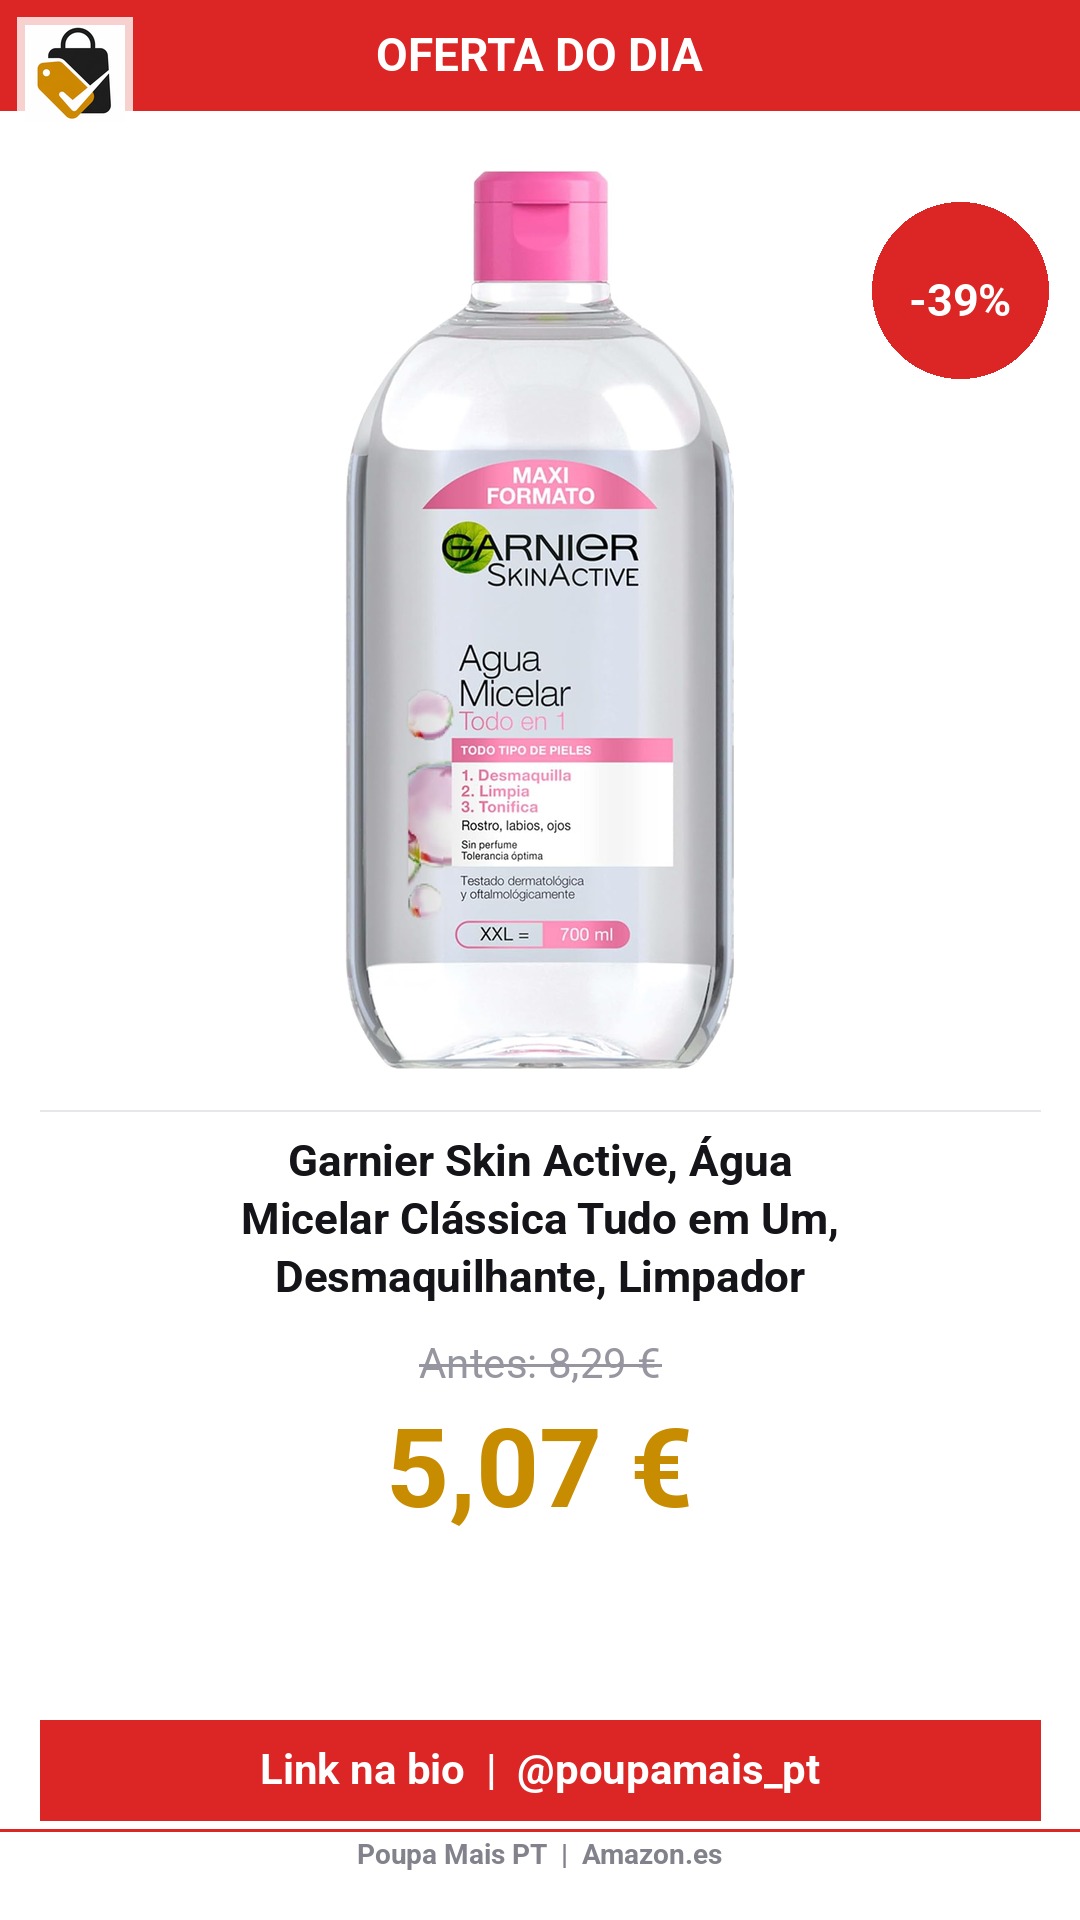 OFERTA DO DIA
-39%
MAXI
FORMATO
GARNIER
SKINACTIVE
Agua
Micelar
Todo en 1
TODO TIPO DE PIELES
1. Desmaquilla
2. Limpia
3. Tonifica
Rostro, labios, ojos
Sin perfume
Tolerancia óptima
Testado dermatológica
y oftalmológicamente
XXL = 700 ml
Garnier Skin Active, Água
Micelar Clássica Tudo em Um,
Desmaquilhante, Limpador
Antes: 8,29 €
5,07 €
Link na bio | @poupamais_pt
Poupa Mais PT | Amazon.es